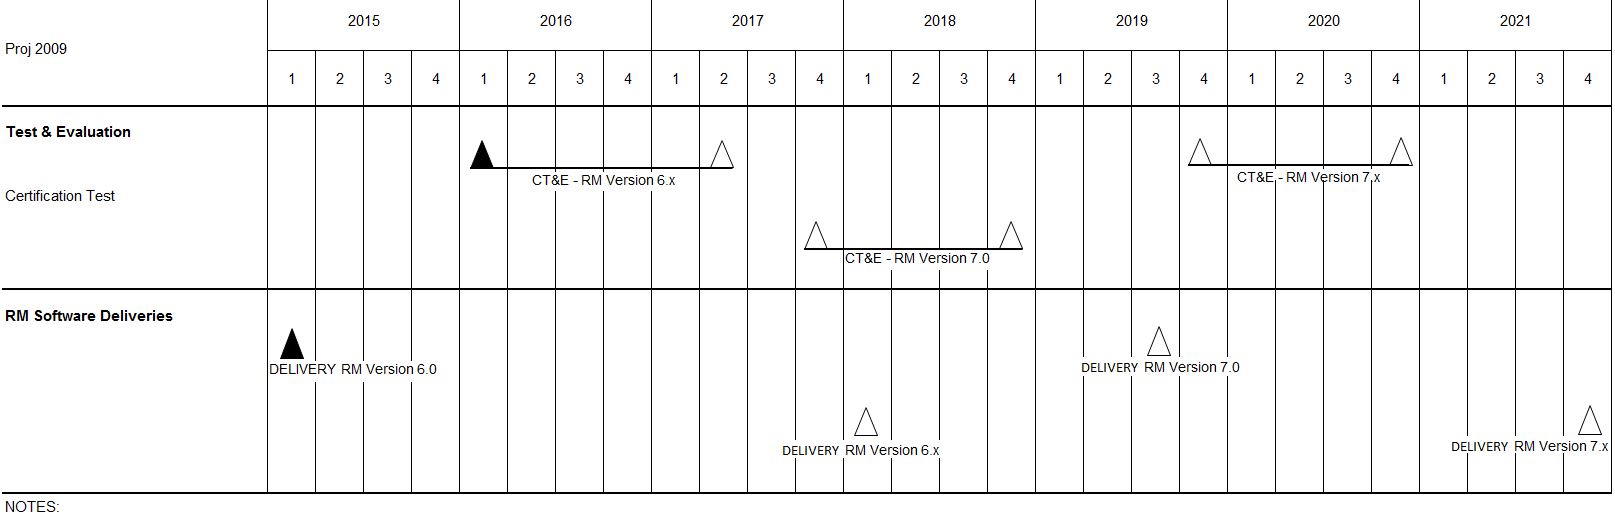 2015 2016 2017 2018 2019 2020 2021
Proj 2009
1 2 3 4 1 2 3 4 1 2 3 4 1 2 3 4 1 2 3 4 1 2 3 4 1 2 3 4
Test & Evaluation
CT&E - RM Version 6.x
CT&E - RM Version 7.x
Certification Test
CT&E - RM Version 7.0
RM Software Deliveries
DELIVERY RM Version 6.0
DELIVERY RM Version 7.0
DELIVERY RM Version 6.x
DELIVERY RM Version 7.x
NOTES: